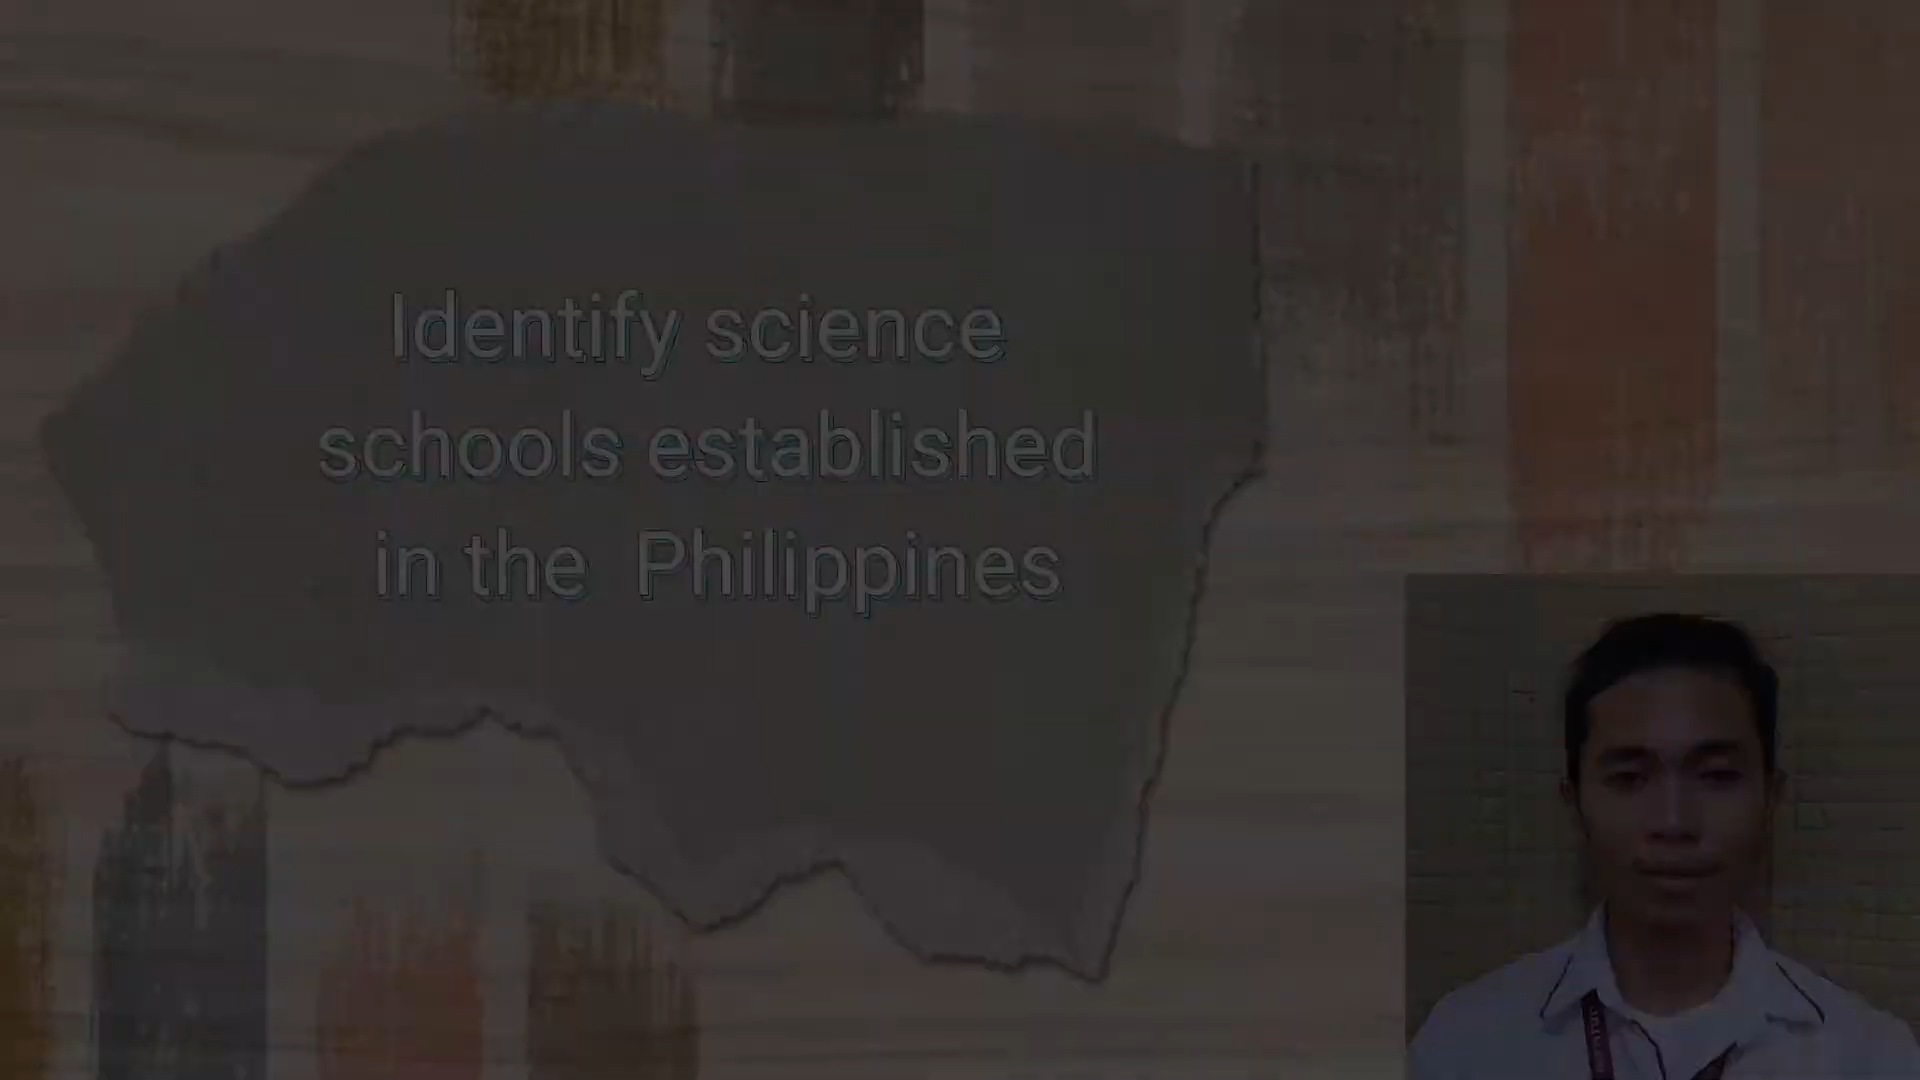 Identify science
schools established
in the Philippines